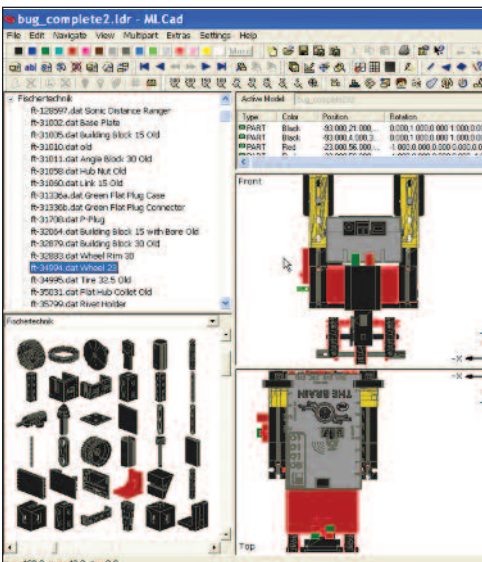 bug_complete2.ldr - MLCad
File Edit Navigate View Multipart Extras Settings Help
Fischertechnik
ft-128597.dat Sonic Distance Ranger
ft-31002.dat Base Plate
ft-31005.dat Building Block 15 Old
ft-31010.dat old
ft-31011.dat Angle Block 30 Old
ft-31058.dat Hub Nut Old
ft-31060.dat Link 15 Old
ft-31336a.dat Green Flat Plug Case
ft-31336b.dat Green Flat Plug Connector
ft-31708.dat P-Plug
ft-32064.dat Building Block 15 with Bore Old
ft-32879.dat Building Block 30 Old
ft-32883.dat Wheel Rim 30
ft-34994.dat Wheel 23
ft-34995.dat Tire 32.5 Old
ft-35031.dat Flat Hub Collet Old
ft-35799.dat Rivet Holder
Active Model bug_complete2.ldr
Type Color Position Rotation
PART Black
PART Black
PART Red
Front
-X
Fischertechnik
-X
THE BRAIN
Top